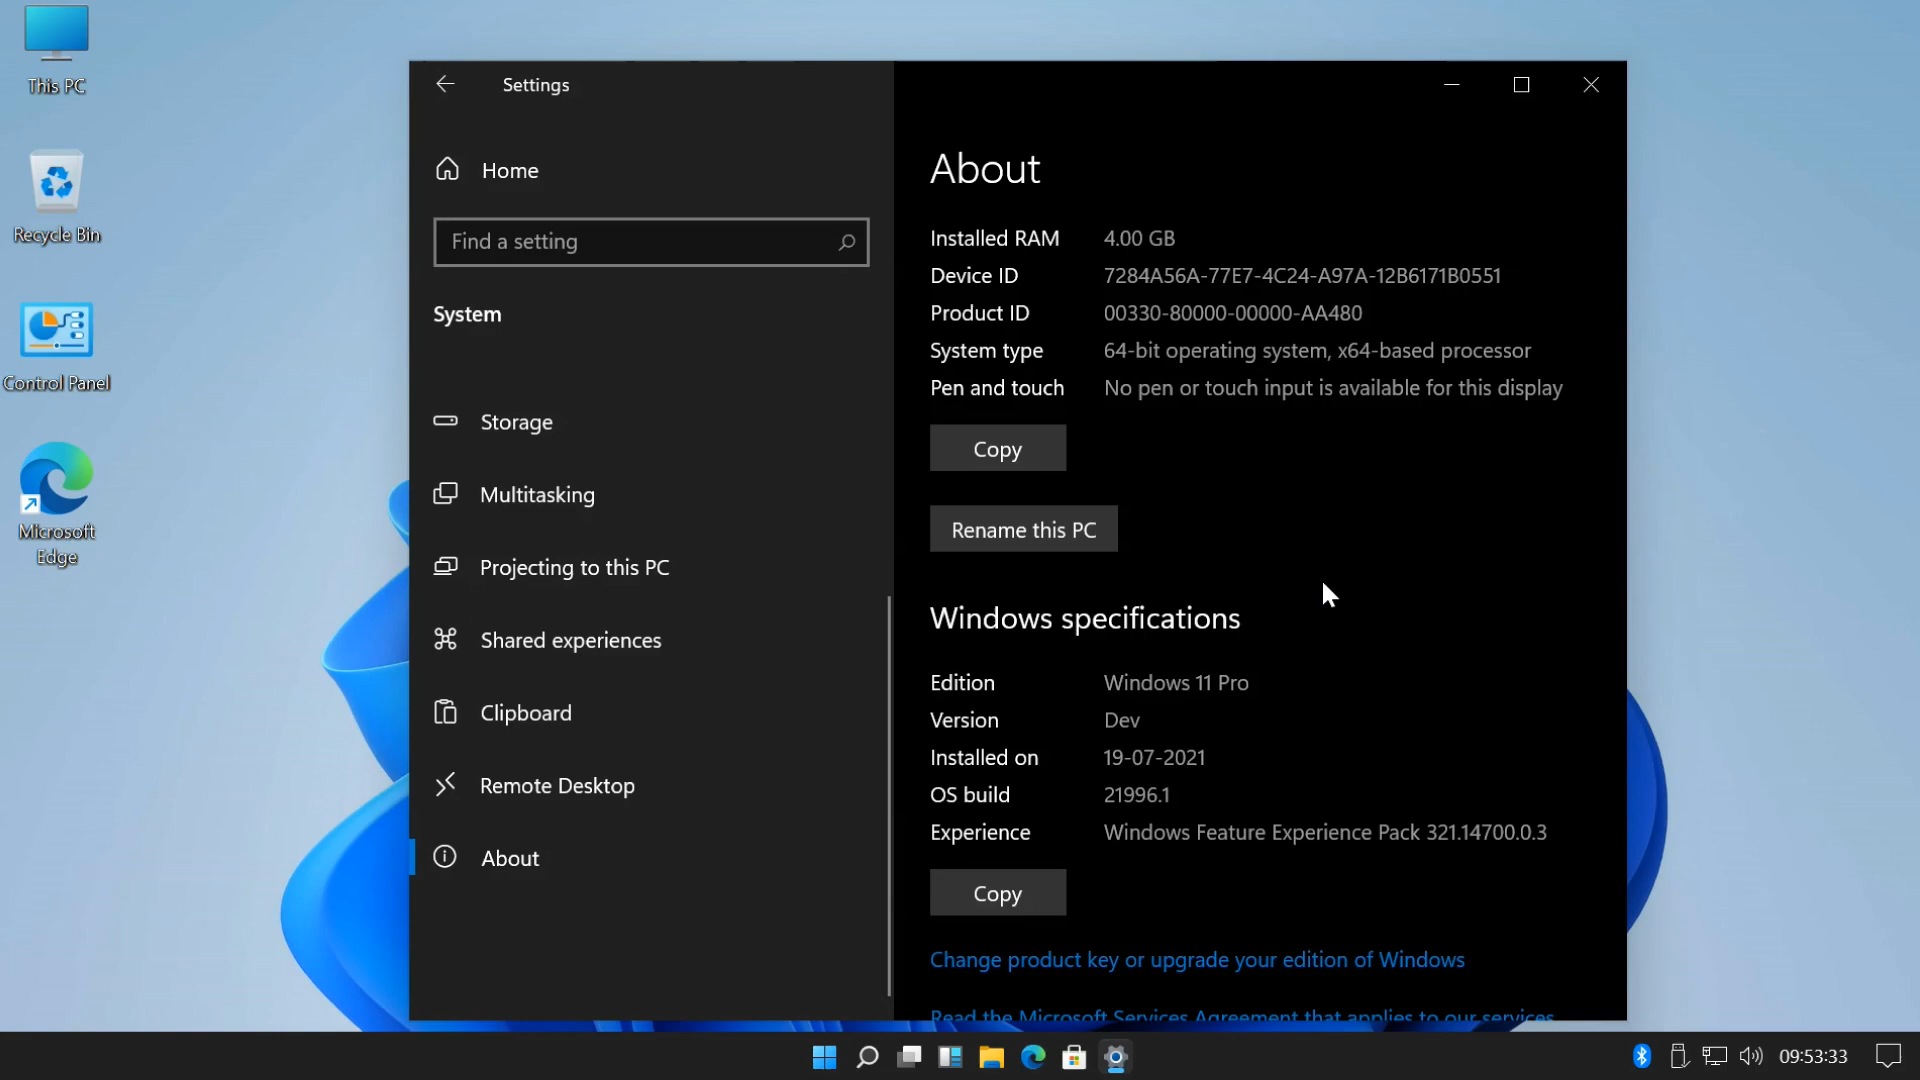 This PC
Recycle Bin
Control Panel
Microsoft
Edge
Settings
Home
Find a setting
System
Storage
Multitasking
Projecting to this PC
Shared experiences
Clipboard
Remote Desktop
About
About
Installed RAM 4.00 GB
Device ID 7284A56A-77E7-4C24-A97A-12B6171B0551
Product ID 00330-80000-00000-AA480
System type 64-bit operating system, x64-based processor
Pen and touch No pen or touch input is available for this display
Copy
Rename this PC
Windows specifications
Edition Windows 11 Pro
Version Dev
Installed on 19-07-2021
OS build 21996.1
Experience Windows Feature Experience Pack 321.14700.0.3
Copy
Change product key or upgrade your edition of Windows
Read the Microsoft Services Agreement that applies to our services
09:53:33